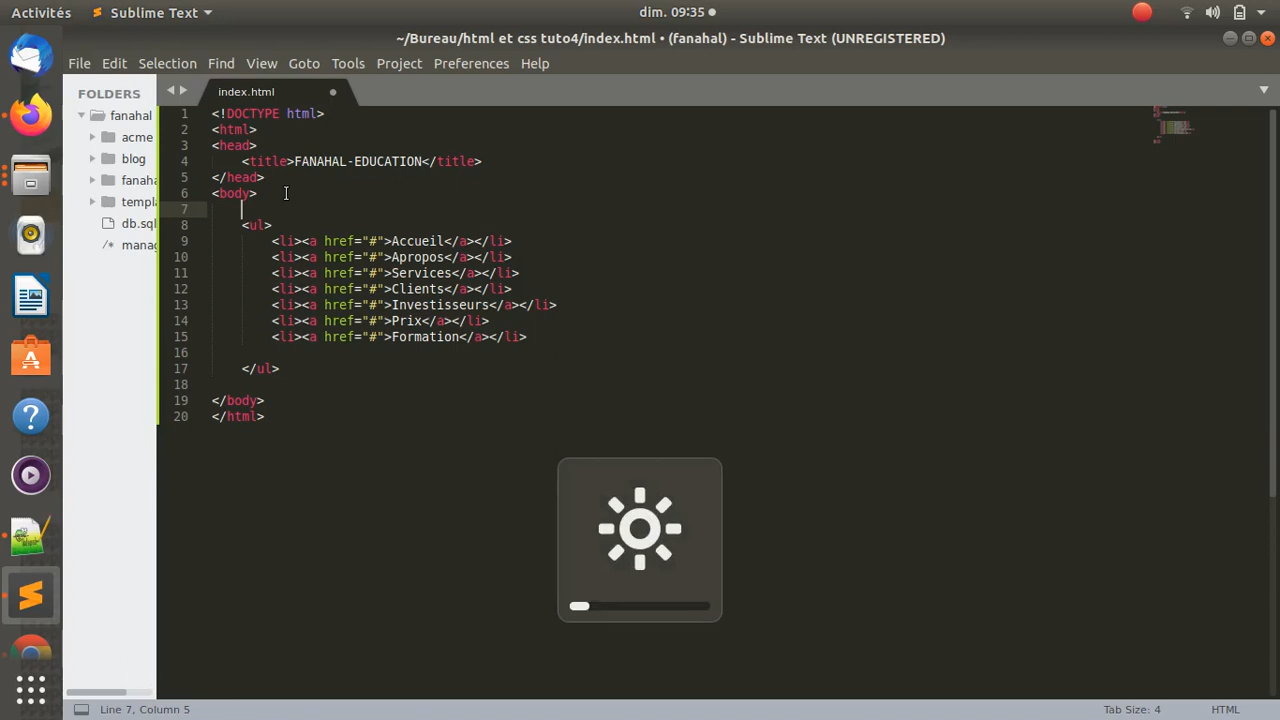 Activités Sublime Text dim. 09:35
~/Bureau/html et css tuto4/index.html • (fanahal) - Sublime Text (UNREGISTERED)
File Edit Selection Find View Goto Tools Project Preferences Help
FOLDERS
fanahal
acme
blog
fanaha
templa
db.sql
manag
index.html
1 <!DOCTYPE html>
2 <html>
3 <head>
4 <title>FANAHAL-EDUCATION</title>
5 </head>
6 <body>
7
8 <ul>
9 <li><a href="#">Accueil</a></li>
10 <li><a href="#">Apropos</a></li>
11 <li><a href="#">Services</a></li>
12 <li><a href="#">Clients</a></li>
13 <li><a href="#">Investisseurs</a></li>
14 <li><a href="#">Prix</a></li>
15 <li><a href="#">Formation</a></li>
16
17 </ul>
18
19 </body>
20 </html>
Line 7, Column 5 Tab Size: 4 HTML